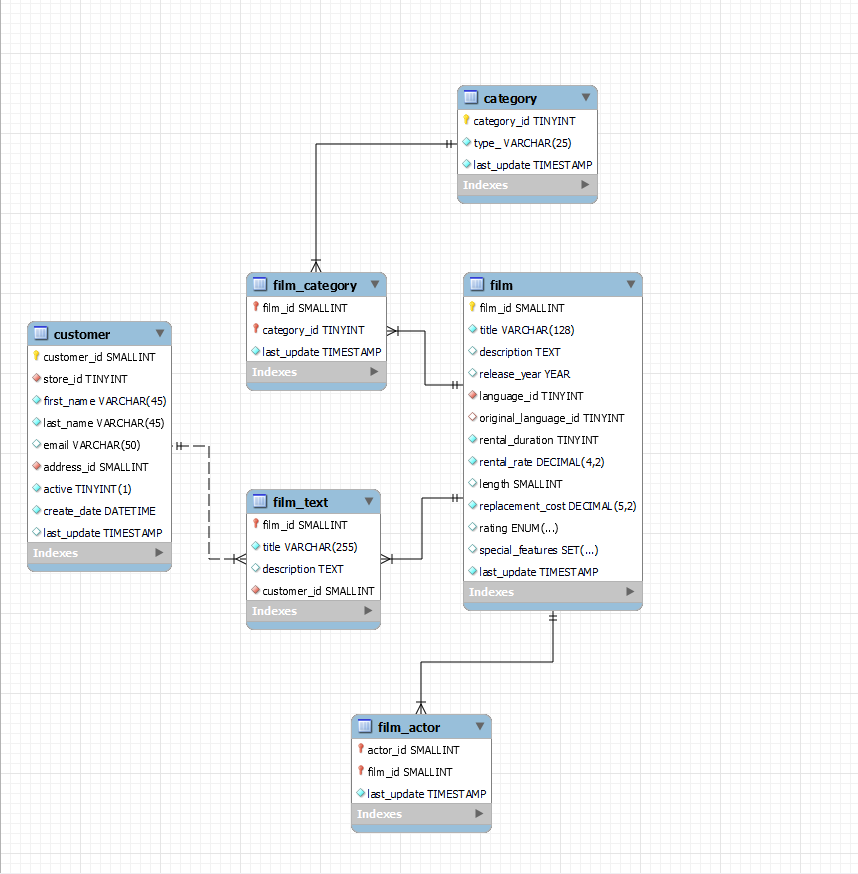 category
category_id TINYINT
type_ VARCHAR(25)
last_update TIMESTAMP
Indexes
film_category
film_id SMALLINT
category_id TINYINT
last_update TIMESTAMP
Indexes
film
film_id SMALLINT
title VARCHAR(128)
description TEXT
release_year YEAR
language_id TINYINT
original_language_id TINYINT
rental_duration TINYINT
rental_rate DECIMAL(4,2)
length SMALLINT
replacement_cost DECIMAL(5,2)
rating ENUM(...)
special_features SET(...)
last_update TIMESTAMP
Indexes
customer
customer_id SMALLINT
store_id TINYINT
first_name VARCHAR(45)
last_name VARCHAR(45)
email VARCHAR(50)
address_id SMALLINT
active TINYINT(1)
create_date DATETIME
last_update TIMESTAMP
Indexes
film_text
film_id SMALLINT
title VARCHAR(255)
description TEXT
customer_id SMALLINT
Indexes
film_actor
actor_id SMALLINT
film_id SMALLINT
last_update TIMESTAMP
Indexes